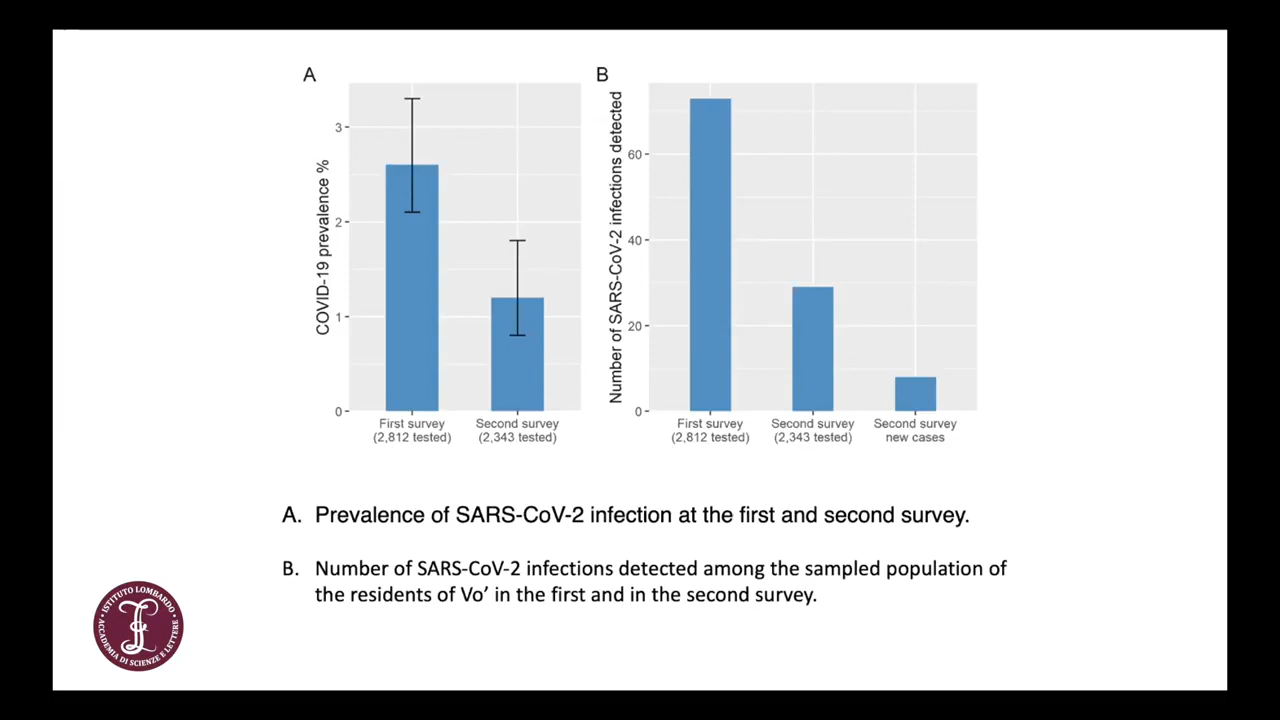 A
B
COVID-19 prevalence %
3
2
1
0
First survey
(2,812 tested)
Second survey
(2,343 tested)
Number of SARS-CoV-2 infections detected
60
40
20
0
First survey
(2,812 tested)
Second survey
(2,343 tested)
Second survey
new cases
A. Prevalence of SARS-CoV-2 infection at the first and second survey.
B. Number of SARS-CoV-2 infections detected among the sampled population of
the residents of Vo’ in the first and in the second survey.
• ISTITUTO LOMBARDO •
ACCADEMIA DI SCIENZE E LETTERE